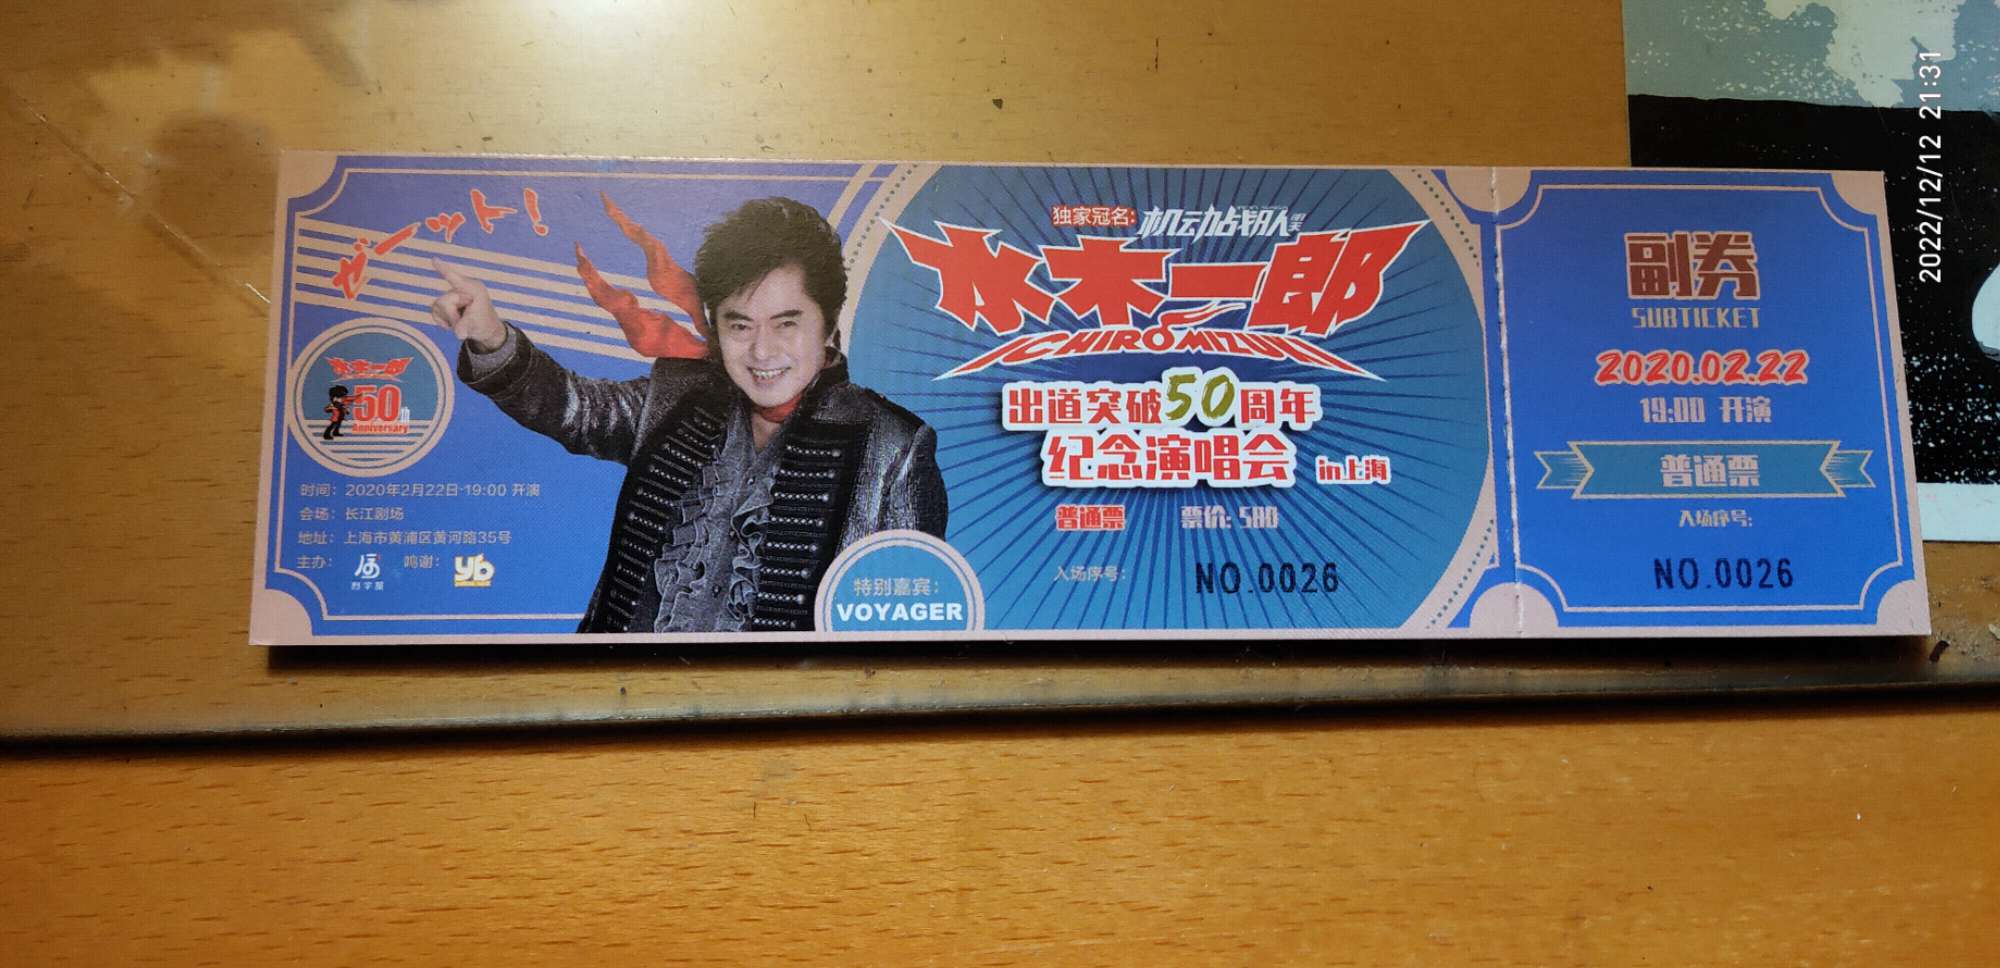 ぜーット!
水木一郎
50th
Anniversary
时间：2020年2月22日·19:00 开演
会场：长江剧场
地址：上海市黄浦区黄河路35号
主办：
鸣谢：
yb
特别嘉宾：
VOYAGER
独家冠名：机动战队
水木一郎
ICHIRO MIZUKI
出道突破50周年
纪念演唱会 in上海
普通票 票价: 580
入场序号：
NO.0026
副券
SUBTICKET
2020.02.22
19:00 开演
普通票
入场序号:
NO.0026
2022/12/12 21:31